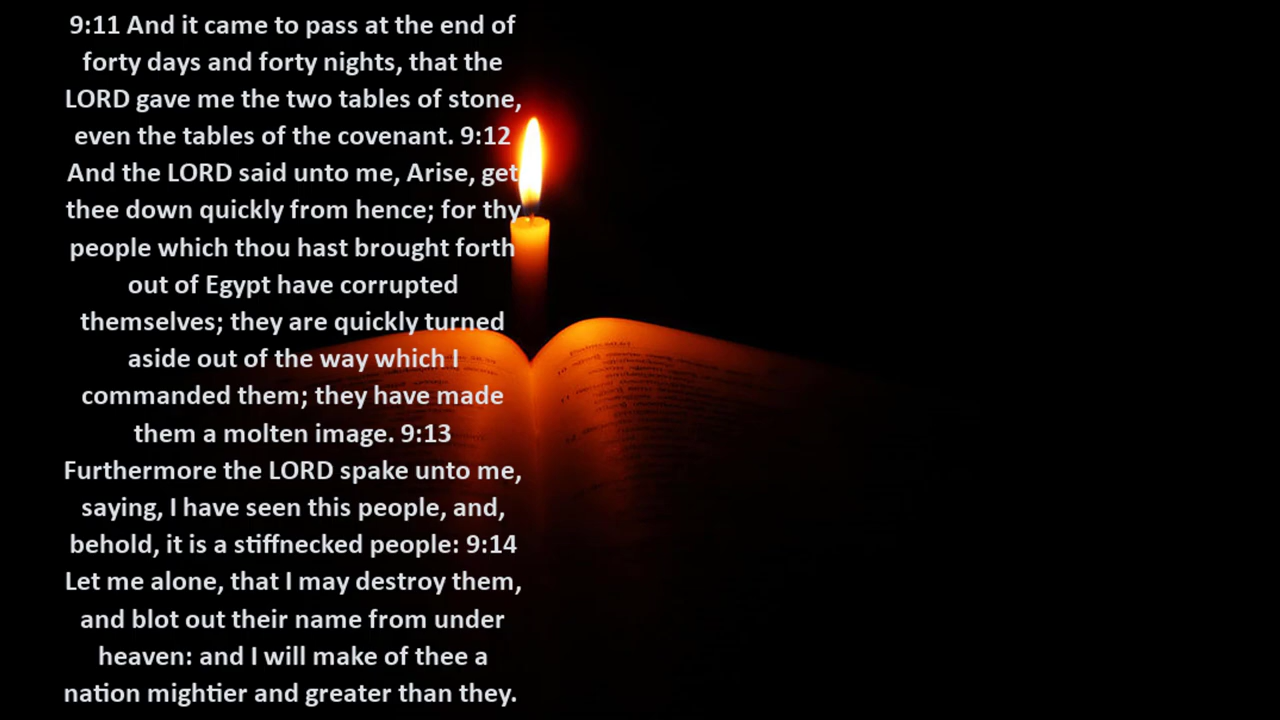 9:11 And it came to pass at the end of
forty days and forty nights, that the
LORD gave me the two tables of stone,
even the tables of the covenant. 9:12
And the LORD said unto me, Arise, get
thee down quickly from hence; for thy
people which thou hast brought forth
out of Egypt have corrupted
themselves; they are quickly turned
aside out of the way which I
commanded them; they have made
them a molten image. 9:13
Furthermore the LORD spake unto me,
saying, I have seen this people, and,
behold, it is a stiffnecked people: 9:14
Let me alone, that I may destroy them,
and blot out their name from under
heaven: and I will make of thee a
nation mightier and greater than they.